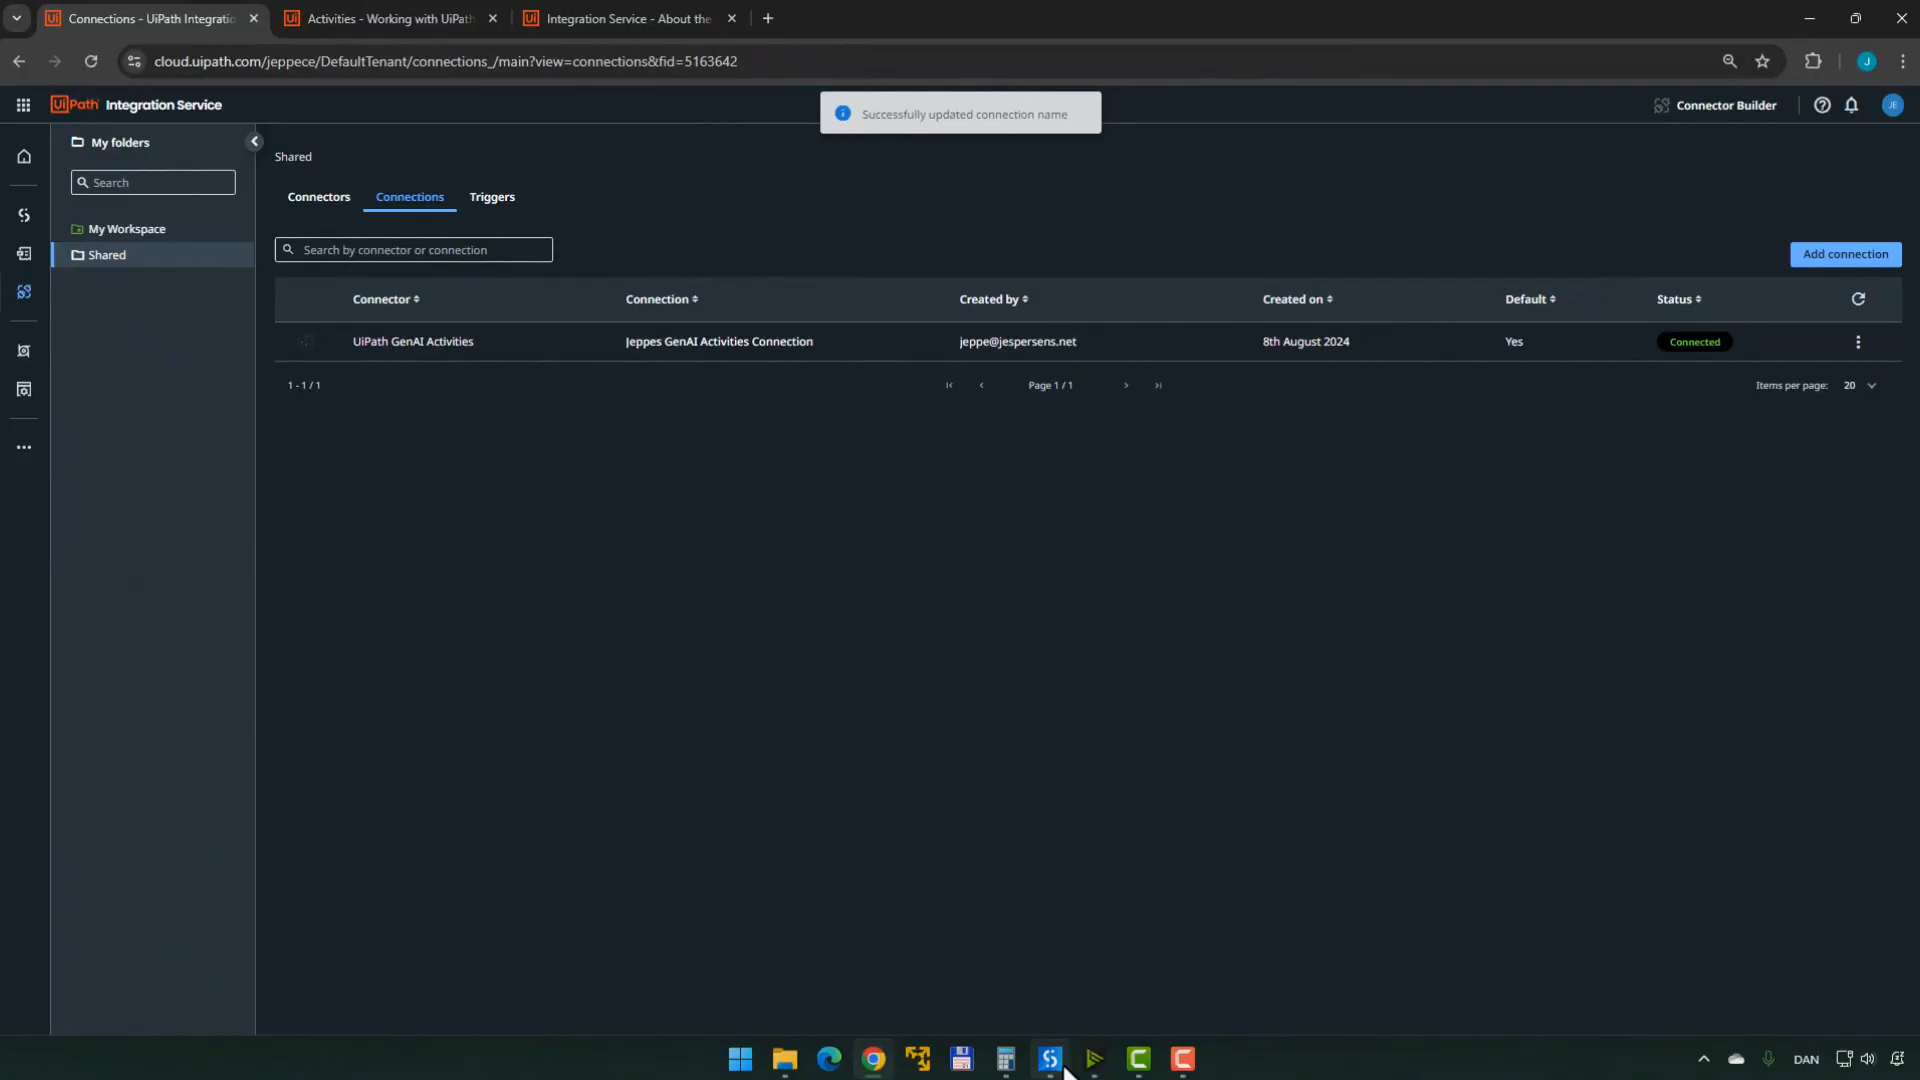 Connections - UiPath Integratio
Activities - Working with UiPath
Integration Service - About the
cloud.uipath.com/jeppece/DefaultTenant/connections_/main?view=connections&fid=5163642
J
UiPath Integration Service
Successfully updated connection name
Connector Builder
JE
My folders
Search
My Workspace
Shared
Shared
Connectors Connections Triggers
Search by connector or connection
Add connection
Connector Connection Created by Created on Default Status
UiPath GenAI Activities Jeppes GenAI Activities Connection jeppe@jespersens.net 8th August 2024 Yes Connected
1 - 1 / 1 Page 1 / 1 Items per page: 20
DAN